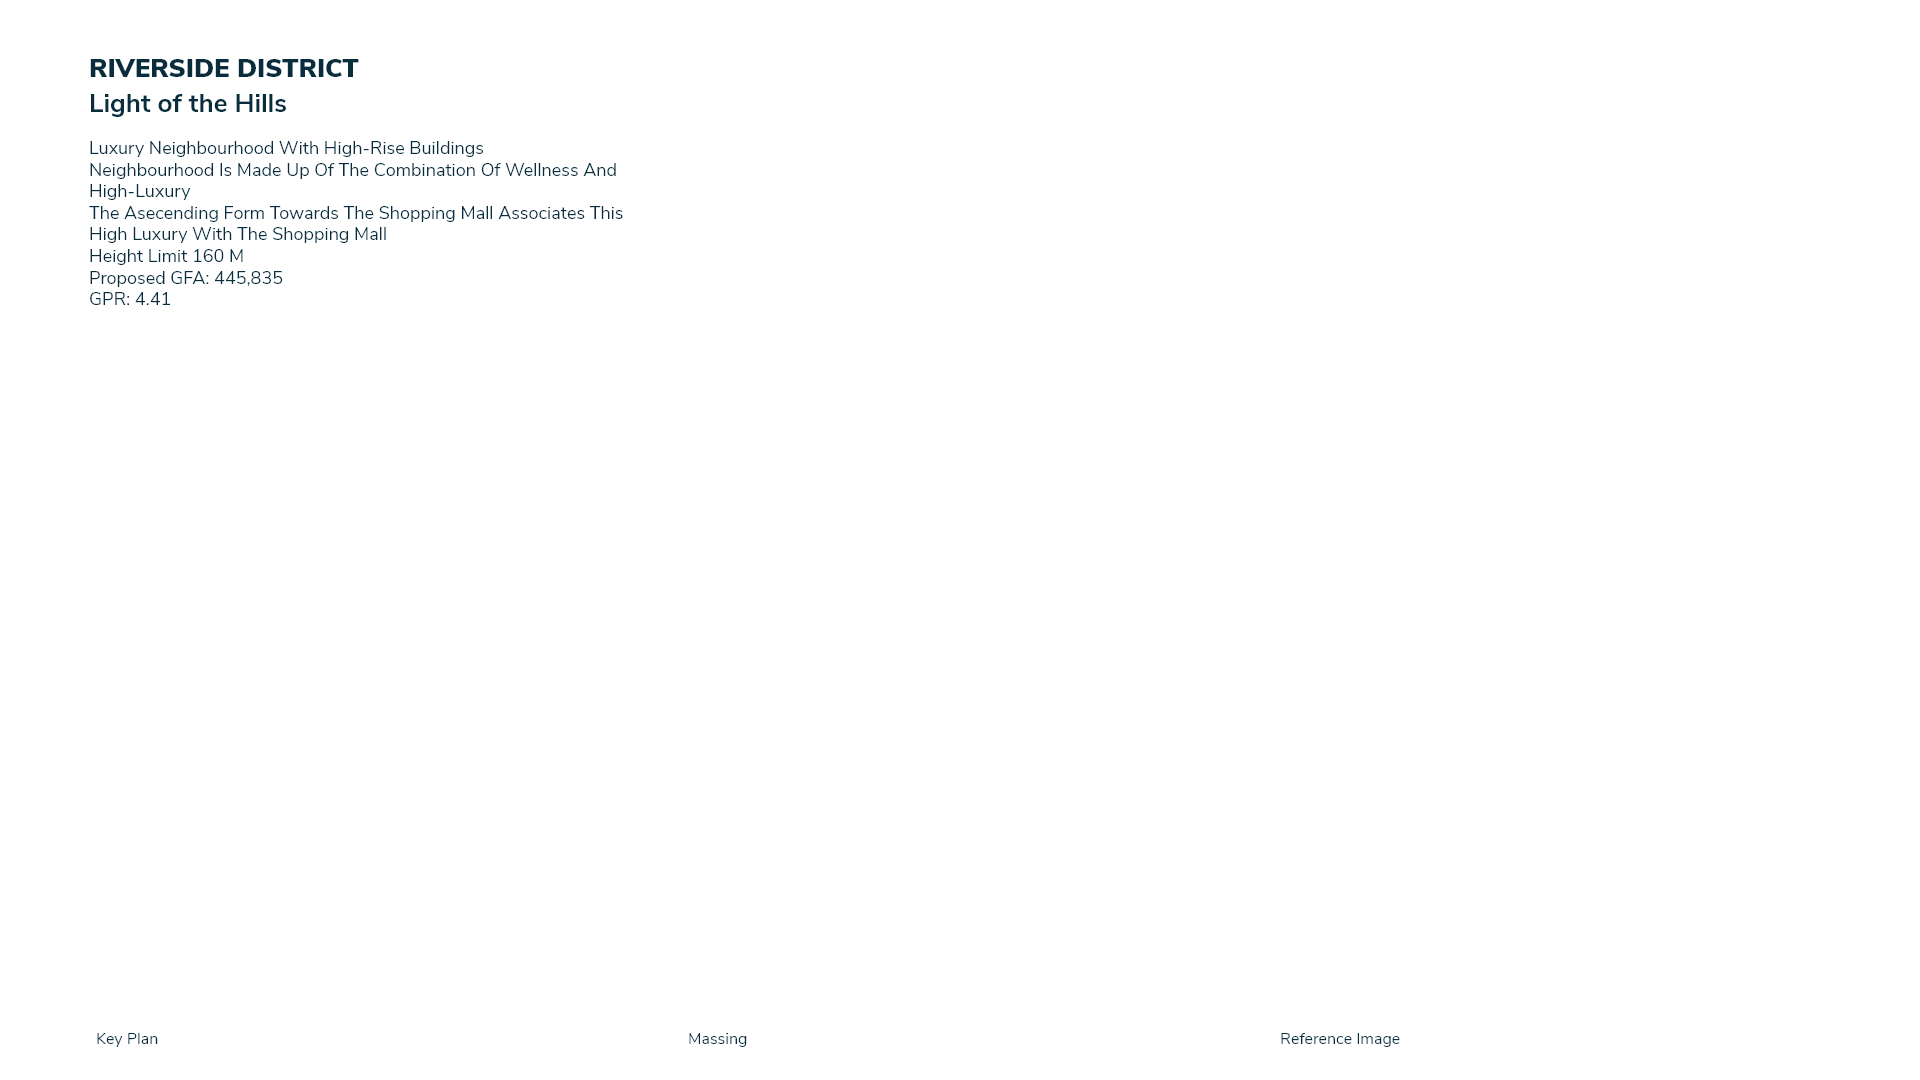 RIVERSIDE DISTRICT
Light of the Hills
Luxury Neighbourhood With High-Rise Buildings
Neighbourhood Is Made Up Of The Combination Of Wellness And
High-Luxury
The Asecending Form Towards The Shopping Mall Associates This
High Luxury With The Shopping Mall
Height Limit 160 M
Proposed GFA: 445,835
GPR: 4.41
Key Plan
Massing
Reference Image